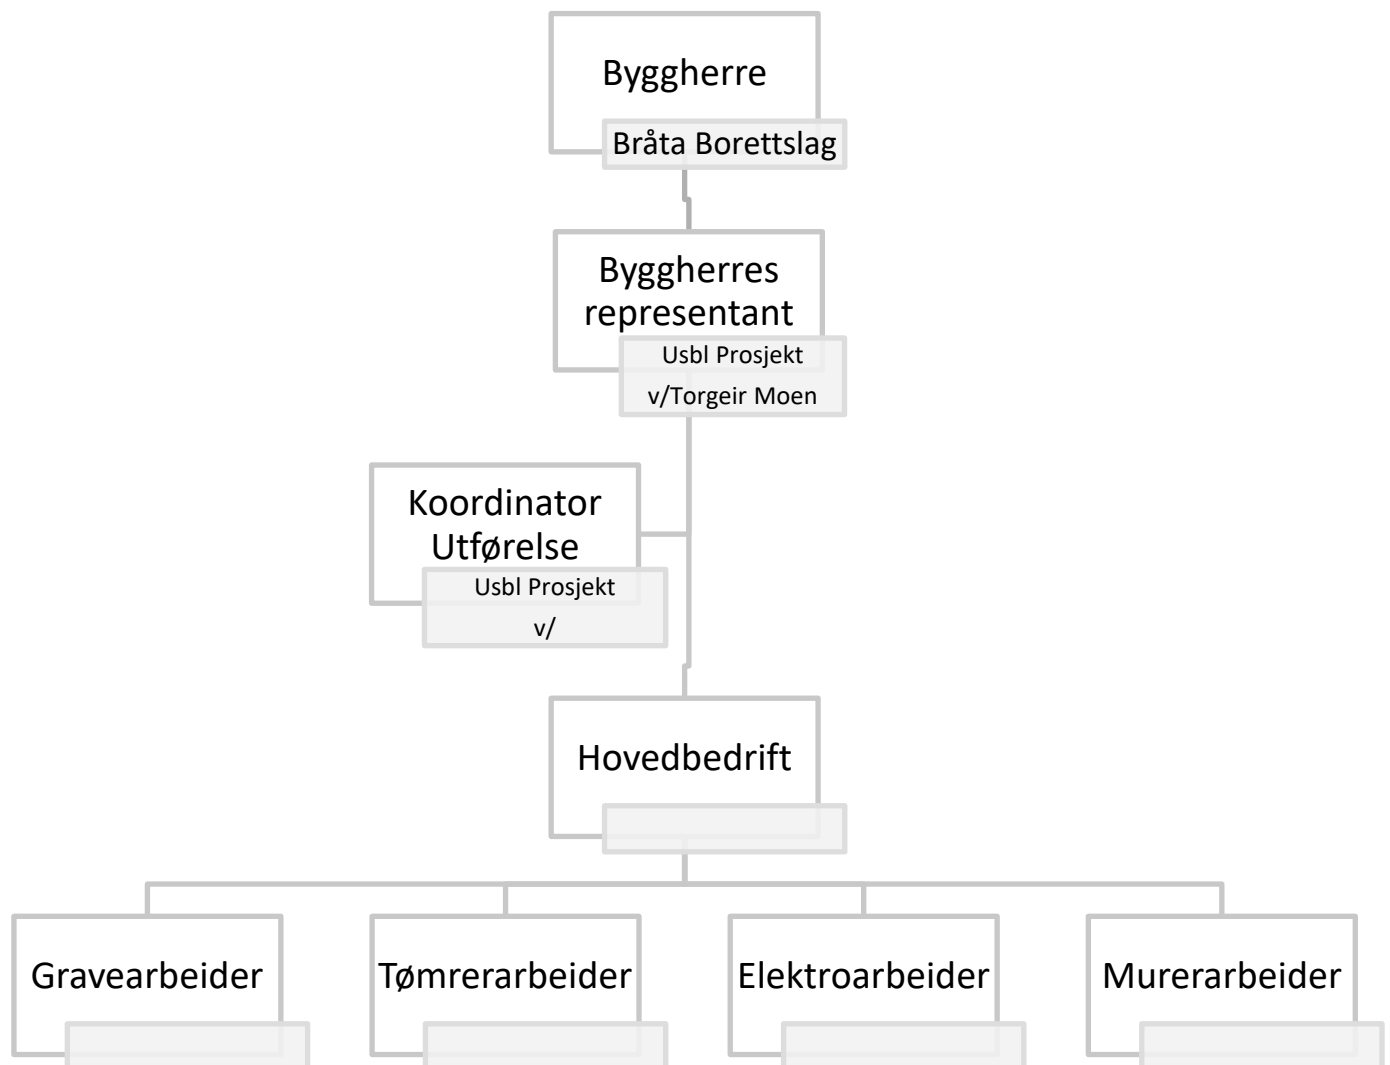 Byggherre
Bråta Borettslag
Byggherres
representant
Usbl Prosjekt
v/Torgeir Moen
Koordinator
Utførelse
Usbl Prosjekt
v/
Hovedbedrift
Gravearbeider
Tømrerarbeider
Elektroarbeider
Murerarbeider